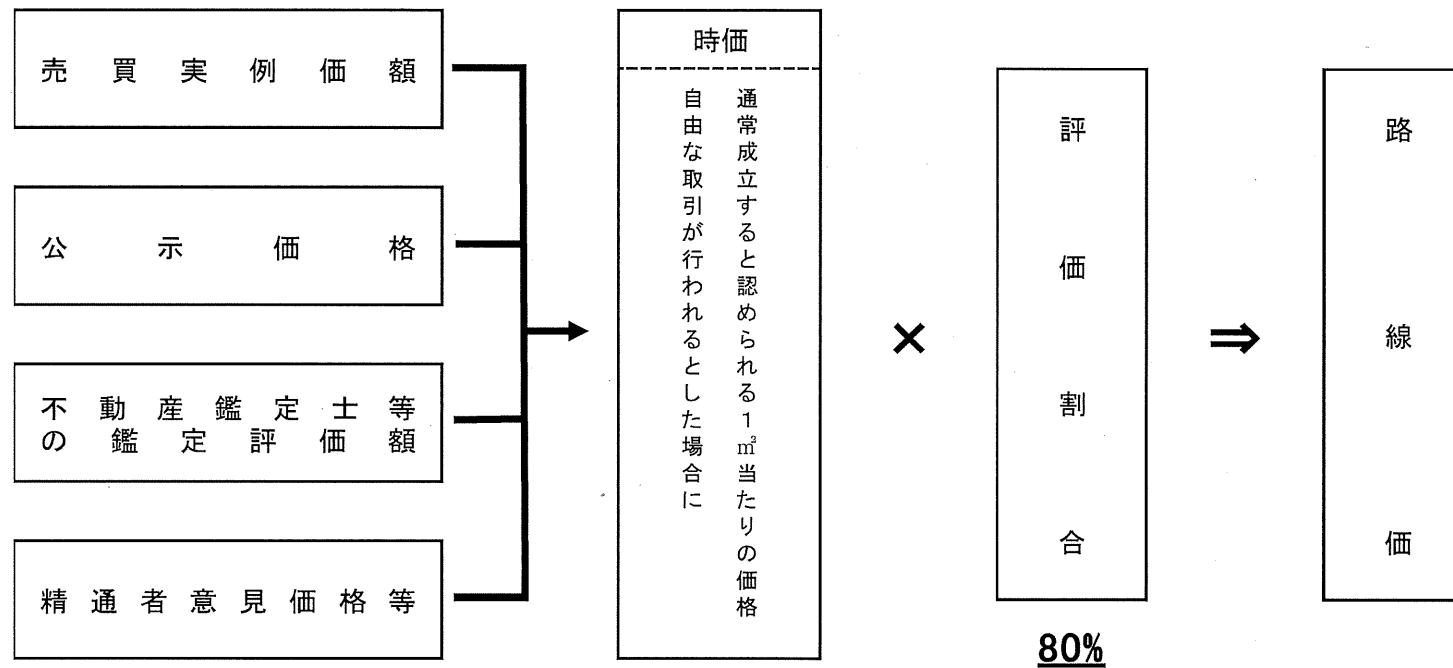 売買実例価額
公示価格
不動産鑑定士等
の鑑定評価額
精通者意見価格等
時価
通常成立すると認められる1㎡当たりの価格
自由な取引が行われるとした場合に
×
評価割合
80%
⇒
路線価